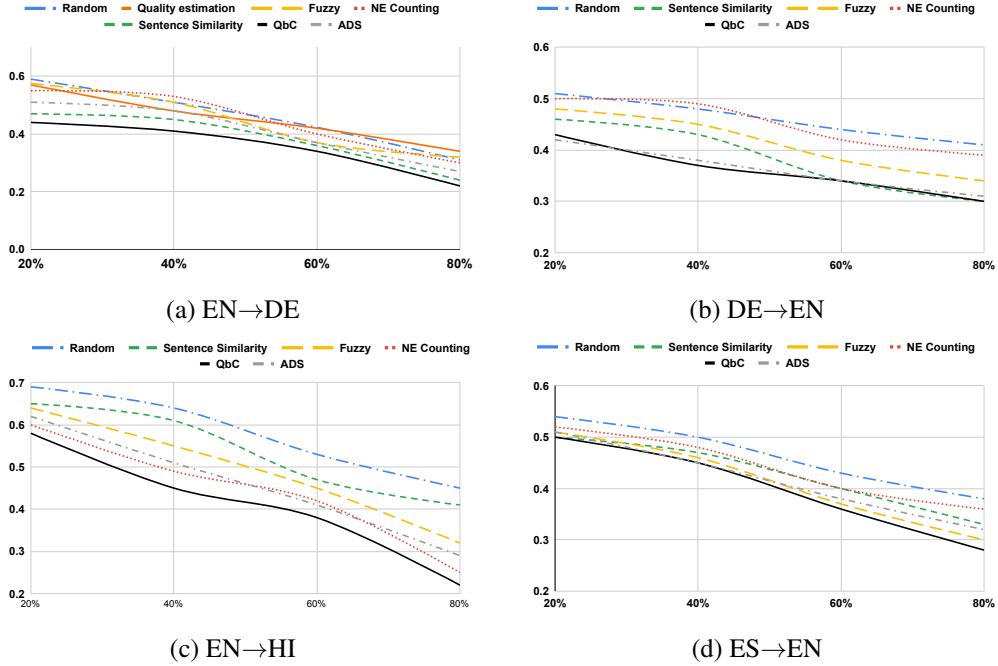 Random Quality estimation Fuzzy NE Counting
Sentence Similarity QbC ADS
0.6
0.4
0.2
0.0
20% 40% 60% 80%
(a) EN→DE
Random Sentence Similarity Fuzzy NE Counting
QbC ADS
0.6
0.5
0.4
0.3
0.2
20% 40% 60% 80%
(b) DE→EN
Random Sentence Similarity Fuzzy NE Counting
QbC ADS
0.7
0.6
0.5
0.4
0.3
0.2
20% 40% 60% 80%
(c) EN→HI
Random Sentence Similarity Fuzzy NE Counting
QbC ADS
0.6
0.5
0.4
0.3
0.2
20% 40% 60% 80%
(d) ES→EN